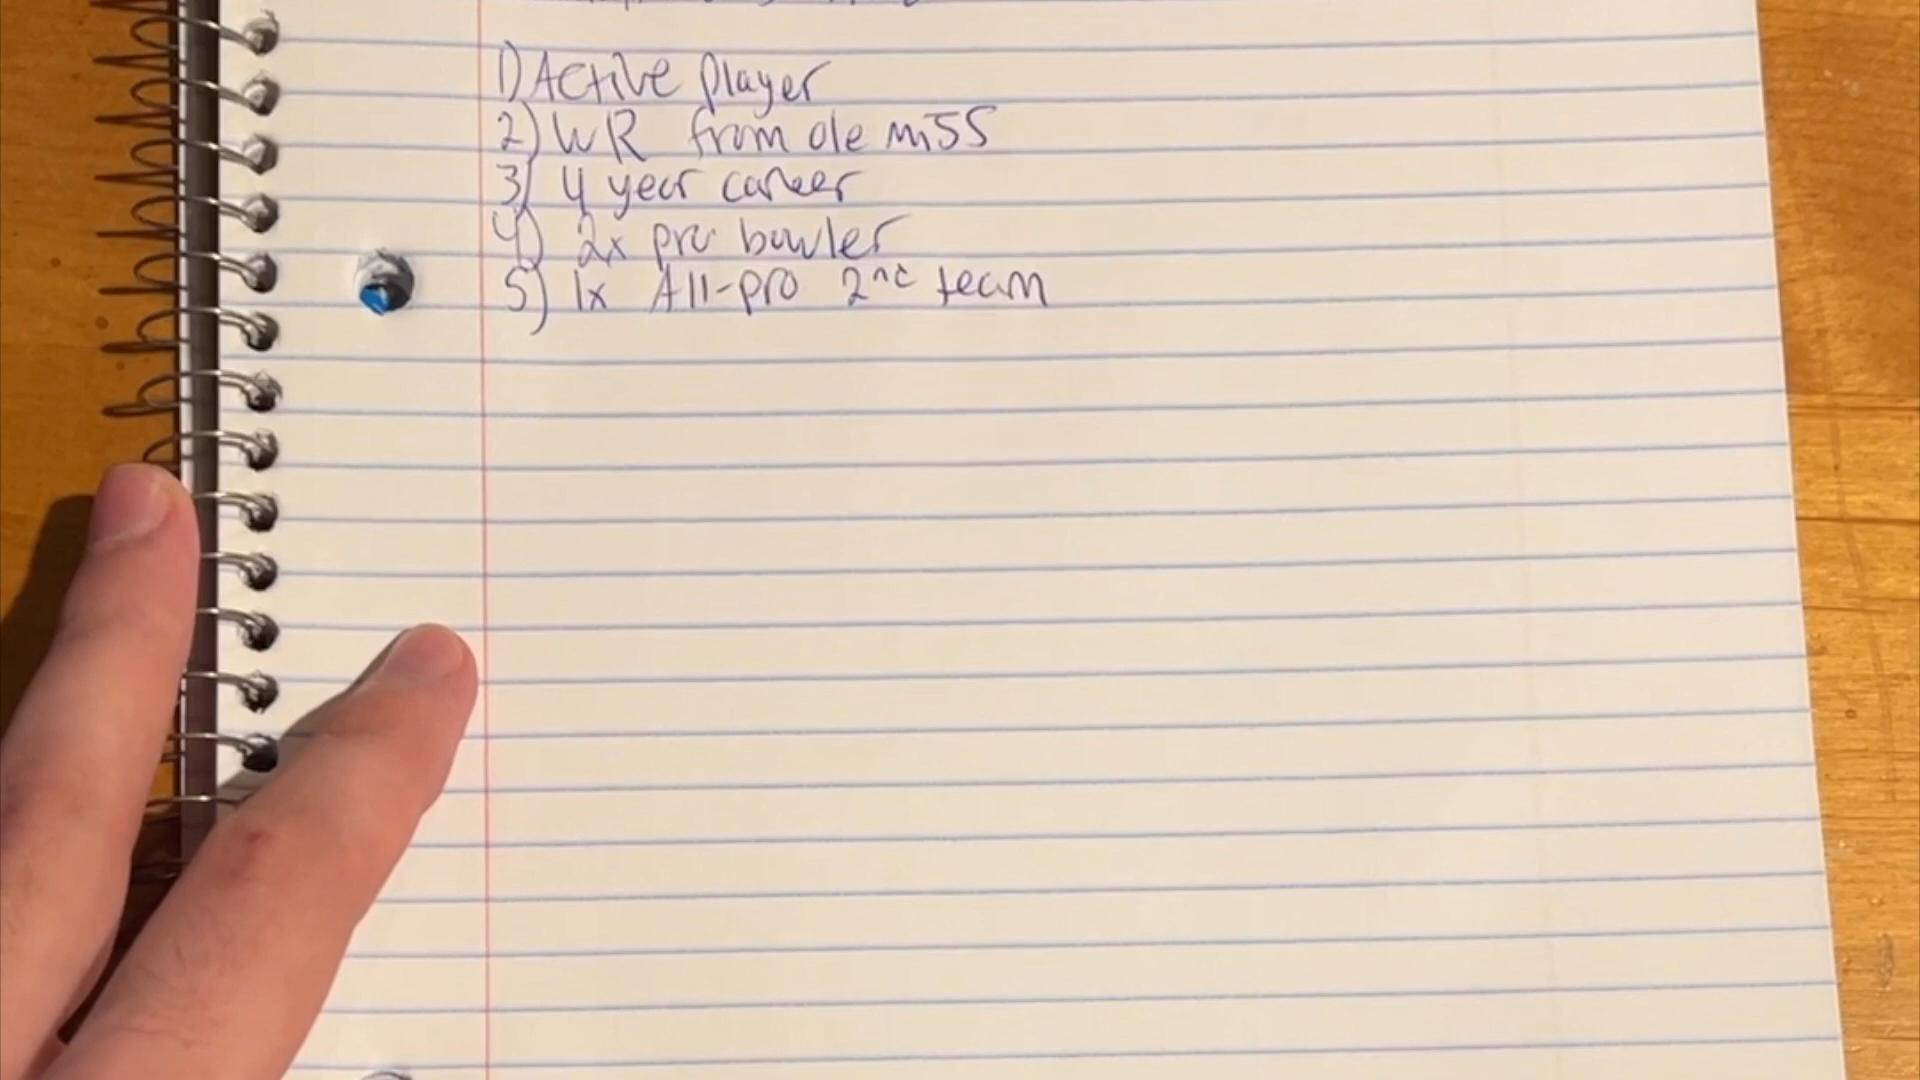 1) Active player
2) WR from ole miss
3) 4 year career
4) 2x pro bowler
5) 1x All-pro 2nd team